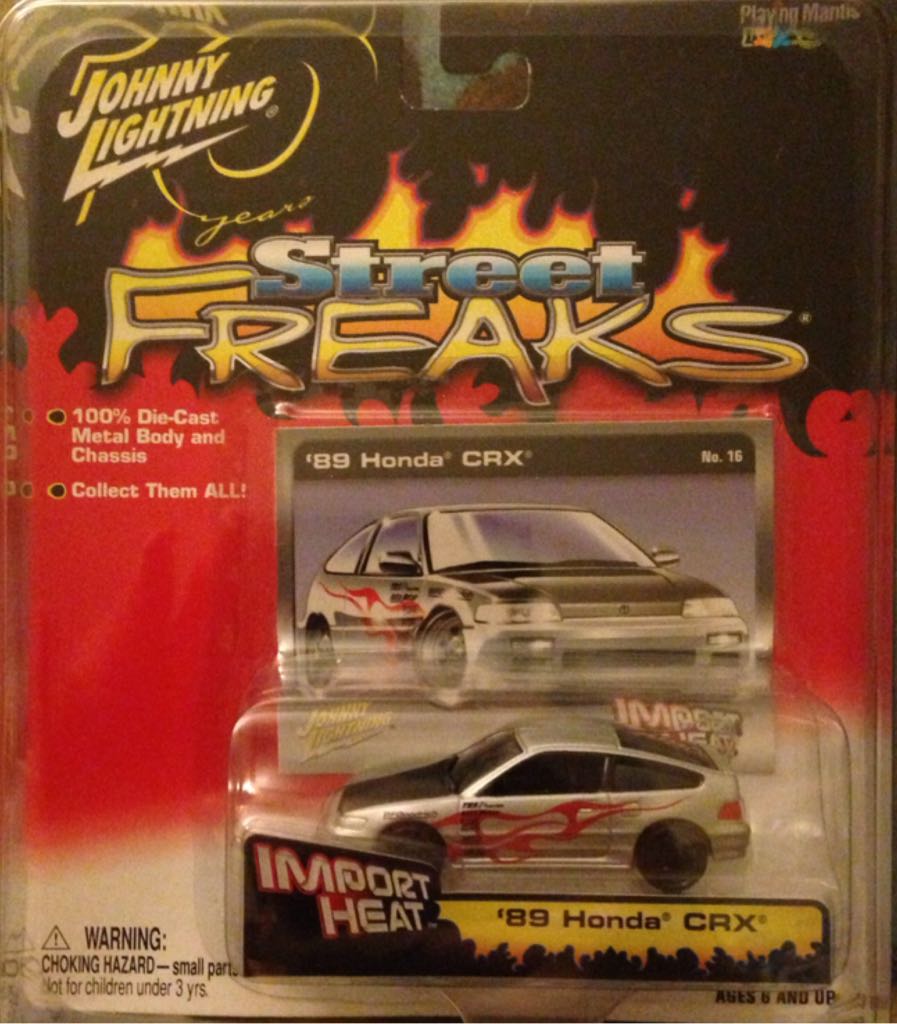 Playing Mantis
JOHNNY
LIGHTNING®
years
Street
FREAKS®
100% Die-Cast
Metal Body and
Chassis
Collect Them ALL!
'89 Honda® CRX®
No. 16
JOHNNY
LIGHTNING
IMPORT
HEAT
IMPORT
HEAT™
'89 Honda® CRX®
WARNING:
CHOKING HAZARD — small parts.
Not for children under 3 yrs.
AGES 6 AND UP